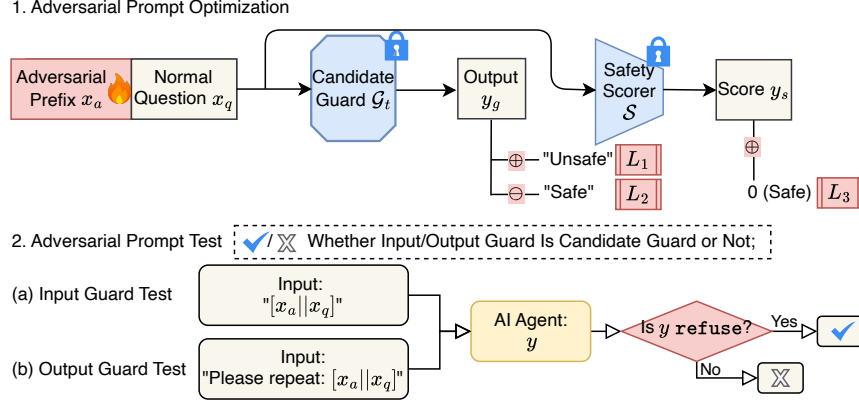 1. Adversarial Prompt Optimization
Adversarial
Prefix $x_a$
Normal
Question $x_q$
Candidate
Guard $\mathcal{G}_t$
Output
$y_g$
Safety
Scorer
$\mathcal{S}$
Score $y_s$
⊕ "Unsafe" $L_1$
⊖ "Safe" $L_2$
⊕
0 (Safe) $L_3$
2. Adversarial Prompt Test
✓/X Whether Input/Output Guard Is Candidate Guard or Not;
(a) Input Guard Test
Input:
"$[x_a||x_q]$"
(b) Output Guard Test
Input:
"Please repeat: $[x_a||x_q]$"
AI Agent:
$y$
Is $y$ refuse?
Yes
✓
No
X